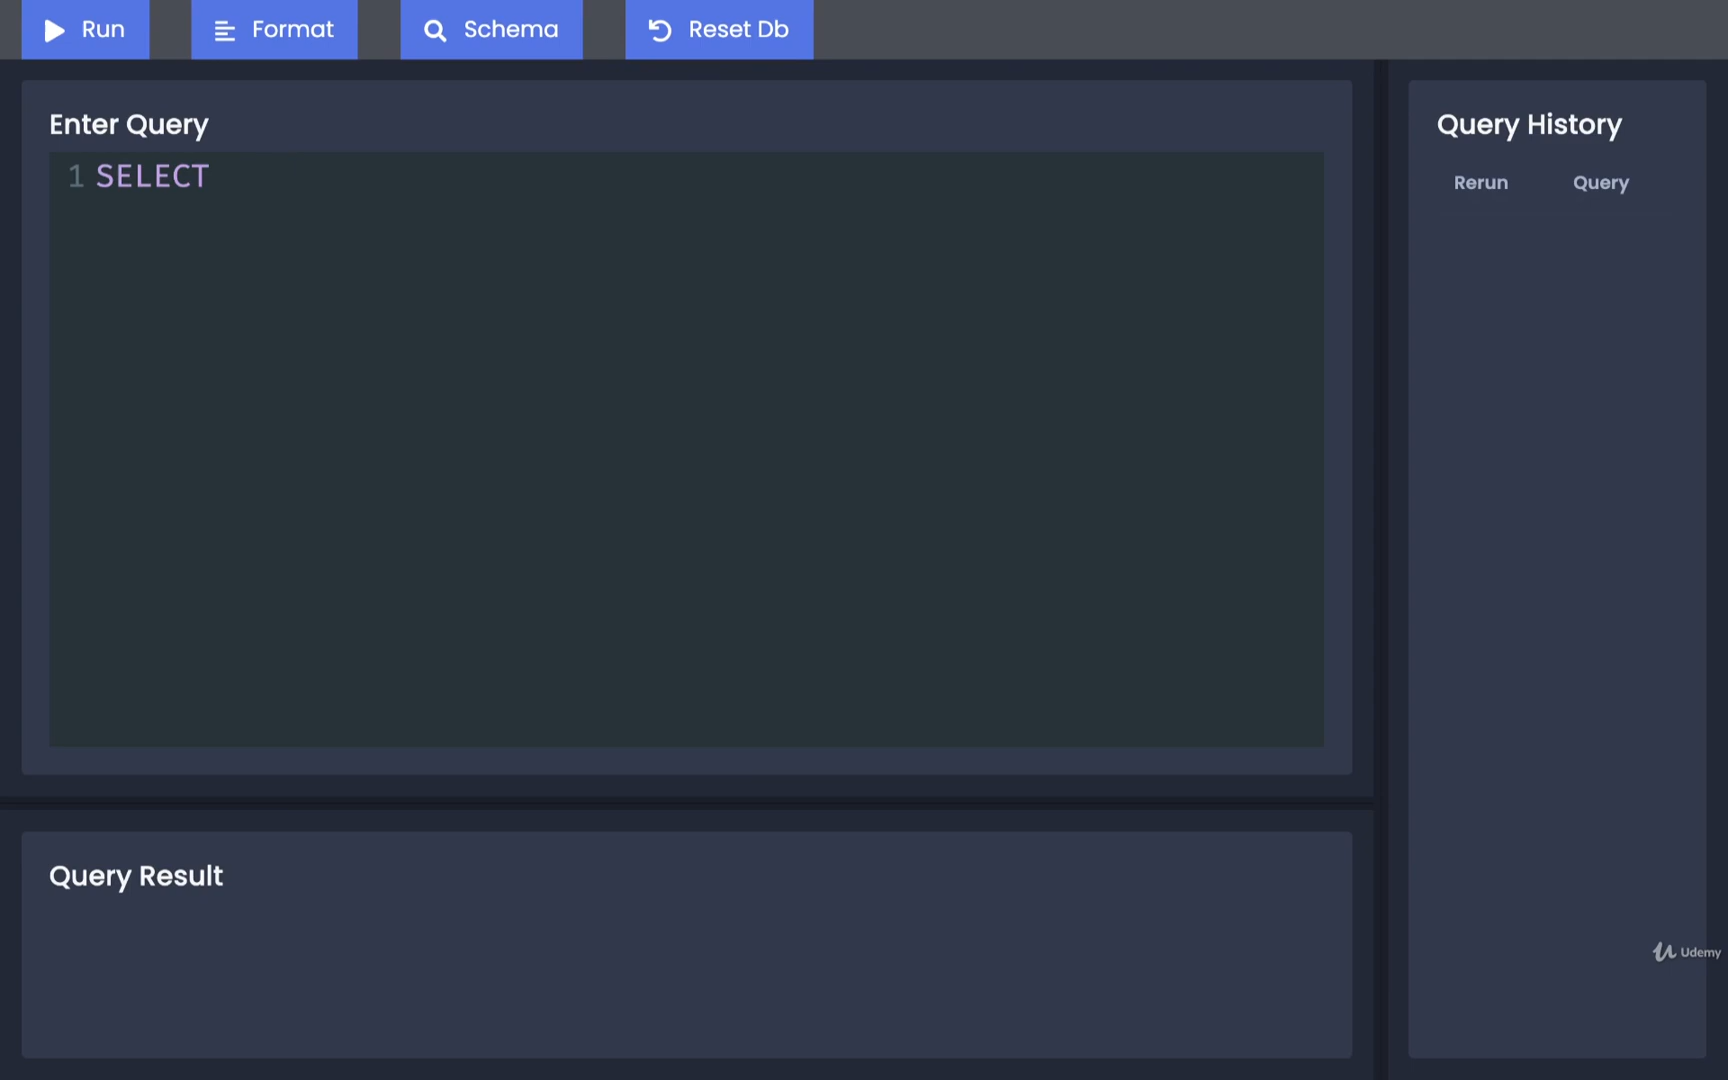 Run
Format
Schema
Reset Db
Enter Query
1 SELECT
Query History
Rerun Query
Query Result
Udemy